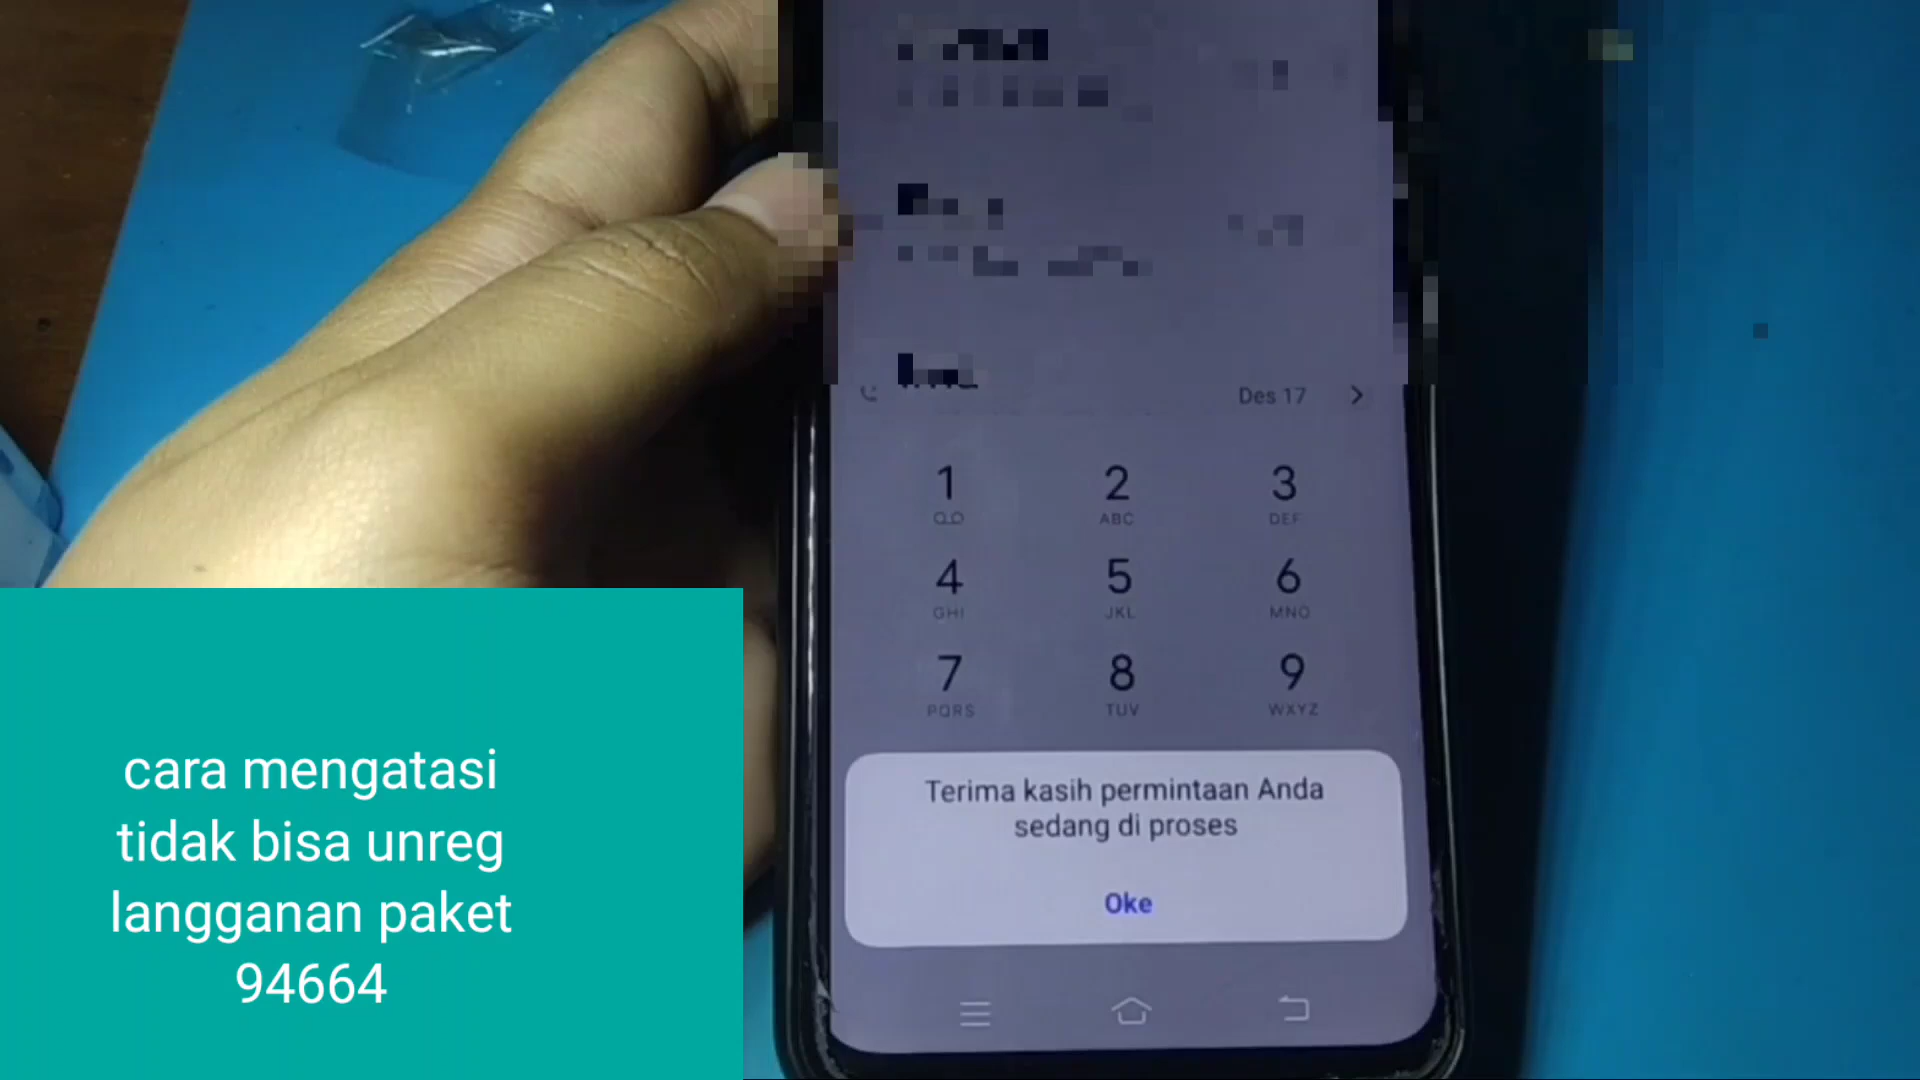 Des 17
1 2 3
ABC DEF
4 5 6
GHI JKL MNO
7 8 9
PQRS TUV WXYZ
Terima kasih permintaan Anda
sedang di proses
Oke
cara mengatasi
tidak bisa unreg
langganan paket
94664